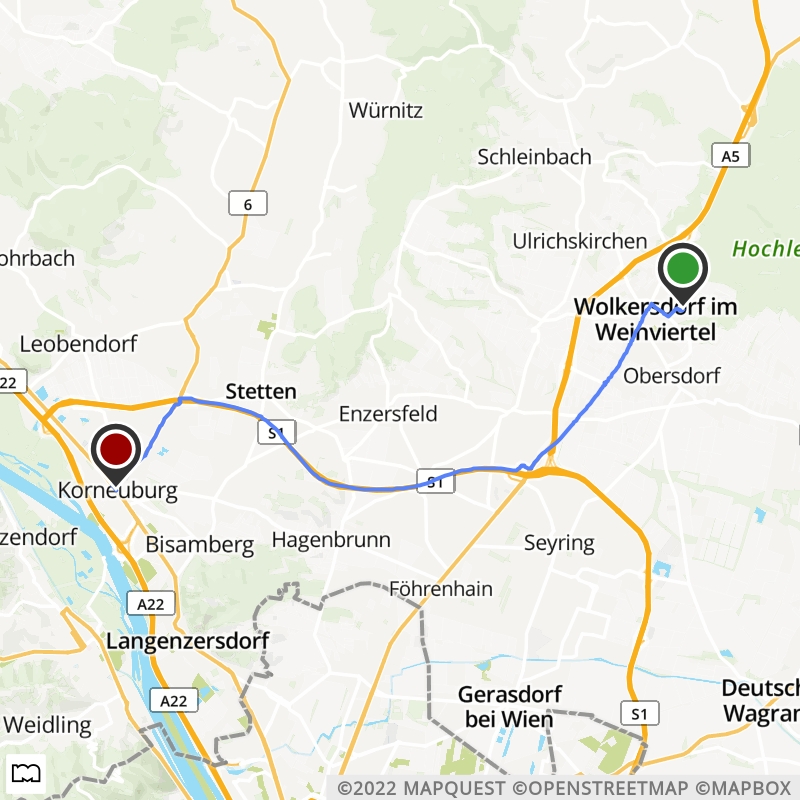 Würnitz
Schleinbach
A5
6
Ulrichskirchen
Hochle
ohrbach
Wolkersdorf im
Weinviertel
Leobendorf
22
Obersdorf
Stetten
Enzersfeld
S1
S1
Korneuburg
zendorf
Bisamberg
Hagenbrunn
Seyring
Föhrenhain
A22
Langenzersdorf
Gerasdorf
bei Wien
Deutsch
Wagran
A22
S1
Weidling
©2022 MAPQUEST ©OPENSTREETMAP ©MAPBOX